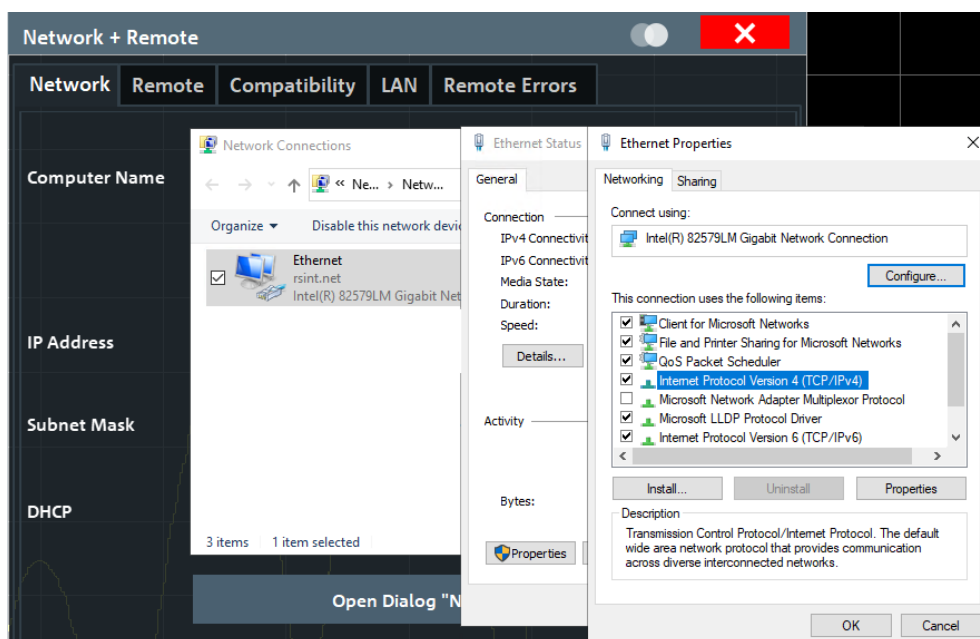 Network + Remote
Network Remote Compatibility LAN Remote Errors
Computer Name
IP Address
Subnet Mask
DHCP
Network Connections
« Ne... › Netw...
Organize Disable this network devic
Ethernet
rsint.net
Intel(R) 82579LM Gigabit Net
3 items 1 item selected
Open Dialog "N
Ethernet Status
General
Connection
IPv4 Connectivit
IPv6 Connectivit
Media State:
Duration:
Speed:
Details...
Activity
Bytes:
Properties
Ethernet Properties
Networking Sharing
Connect using:
Intel(R) 82579LM Gigabit Network Connection
Configure...
This connection uses the following items:
Client for Microsoft Networks
File and Printer Sharing for Microsoft Networks
QoS Packet Scheduler
Internet Protocol Version 4 (TCP/IPv4)
Microsoft Network Adapter Multiplexor Protocol
Microsoft LLDP Protocol Driver
Internet Protocol Version 6 (TCP/IPv6)
Install... Uninstall Properties
Description
Transmission Control Protocol/Internet Protocol. The default
wide area network protocol that provides communication
across diverse interconnected networks.
OK Cancel